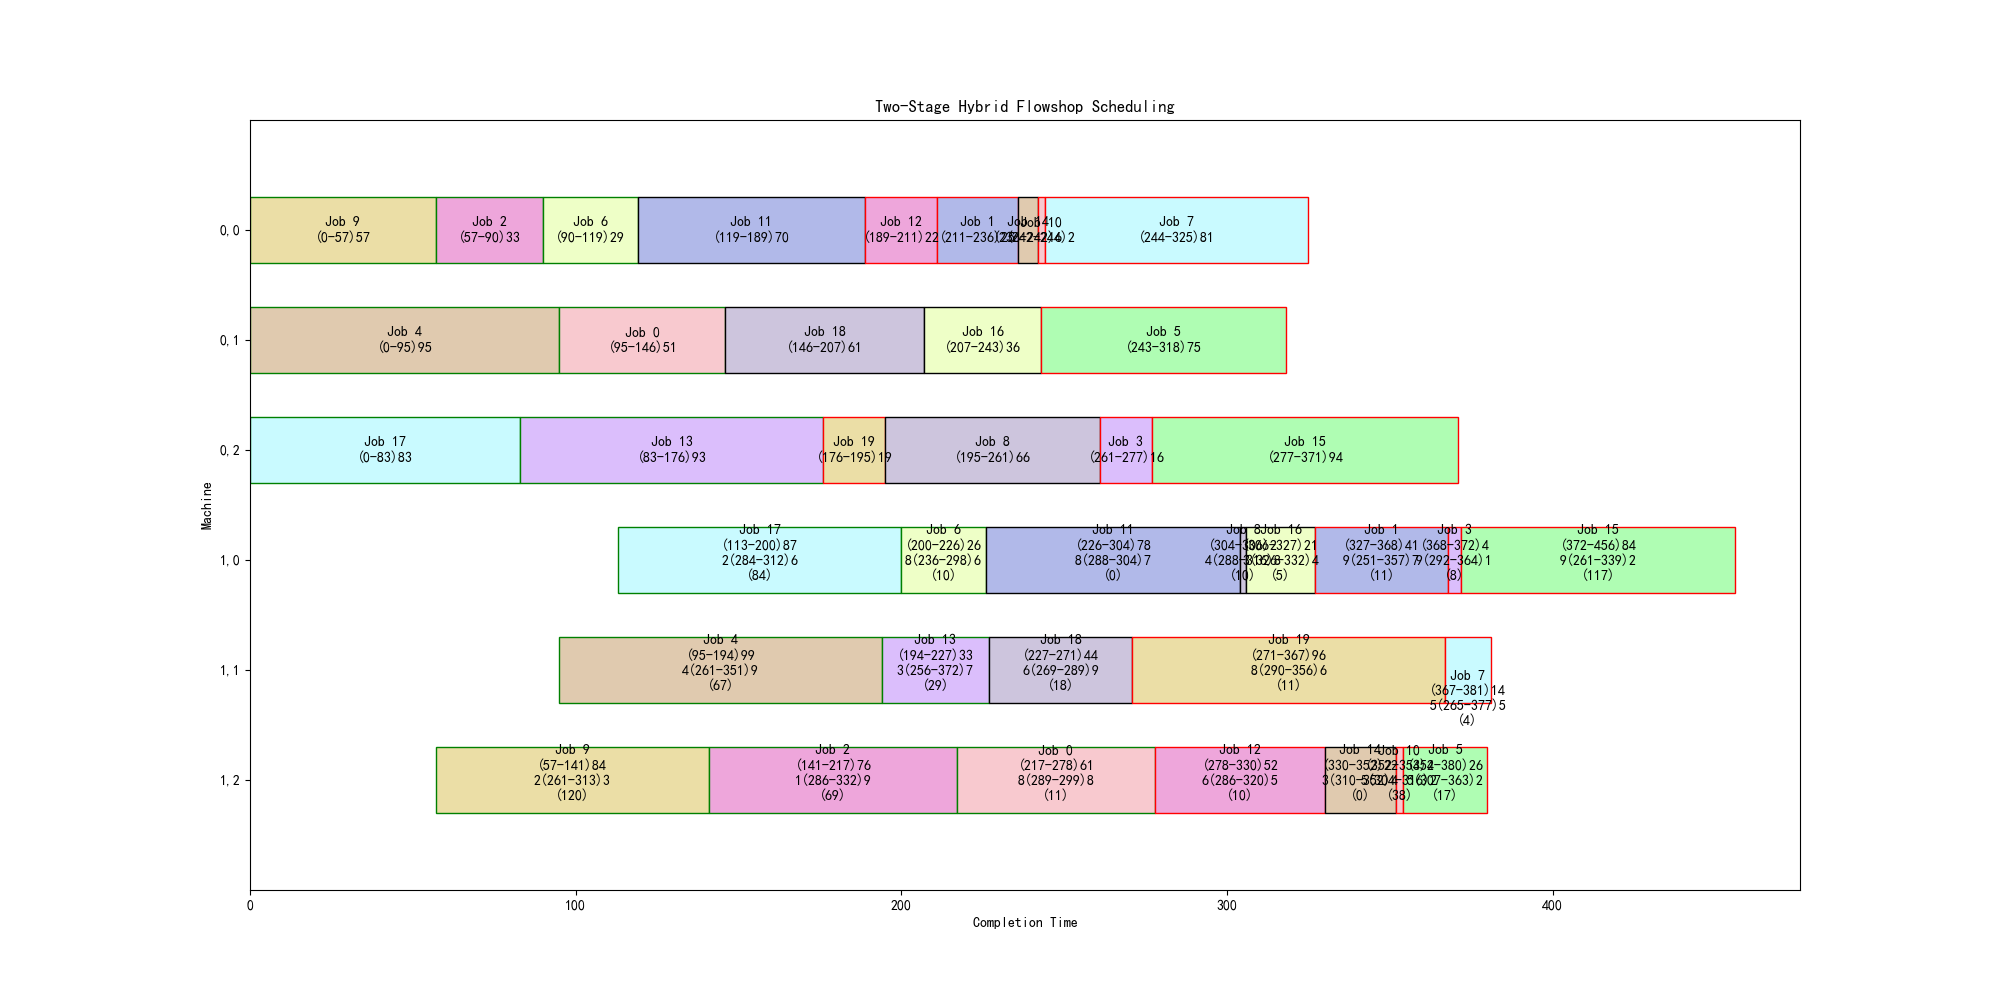 Two-Stage Hybrid Flowshop Scheduling
0,0
Job 9
(0-57)57
Job 2
(57-90)33
Job 6
(90-119)29
Job 11
(119-189)70
Job 12
(189-211)22
Job 1
(211-236)25
Job 14
Job 10
Job 7
(244-325)81
0,1
Job 4
(0-95)95
Job 0
(95-146)51
Job 18
(146-207)61
Job 16
(207-243)36
Job 5
(243-318)75
0,2
Job 17
(0-83)83
Job 13
(83-176)93
Job 19
(176-195)19
Job 8
(195-261)66
Job 3
(261-277)16
Job 15
(277-371)94
Machine
1,0
Job 17
(113-200)87
2(284-312)6
(84)
Job 6
(200-226)26
8(236-298)6
(10)
Job 11
(226-304)78
8(288-304)7
(0)
Job 8
(304-306)2
(10)
Job 16
(306-327)21
(5)
Job 1
(327-368)41
9(251-357)7
(11)
Job 3
(368-372)4
9(292-364)1
(8)
Job 15
(372-456)84
9(261-339)2
(117)
1,1
Job 4
(95-194)99
4(261-351)9
(67)
Job 13
(194-227)33
3(256-372)7
(29)
Job 18
(227-271)44
6(269-289)9
(18)
Job 19
(271-367)96
8(290-356)6
(11)
Job 7
(367-381)14
5(265-377)5
(4)
1,2
Job 9
(57-141)84
2(261-313)3
(120)
Job 2
(141-217)76
1(286-332)9
(69)
Job 0
(217-278)61
8(289-299)8
(11)
Job 12
(278-330)52
6(286-320)5
(10)
Job 14
(330-352)22
(0)
Job 10
(352-354)2
(38)
Job 5
(354-380)26
(17)
0
100
200
300
400
Completion Time